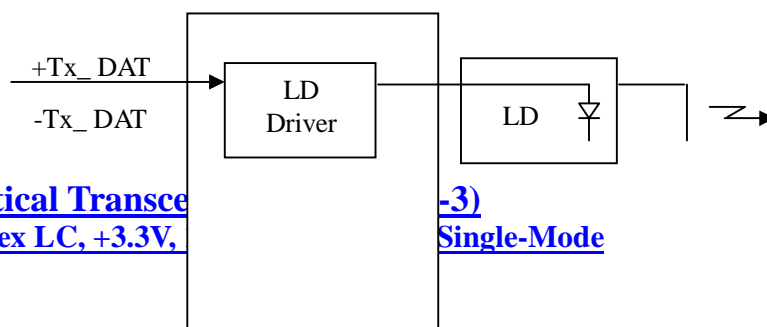 +Tx_ DAT
LD
Driver
LD
-Tx_ DAT
tical Transce -3)
ex LC, +3.3V, Single-Mode